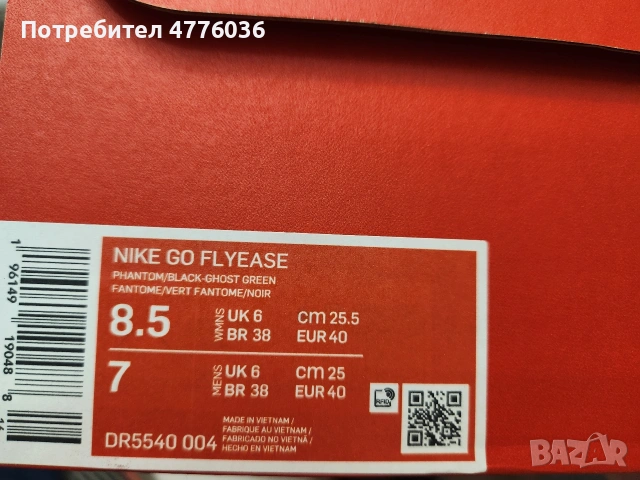 Потребител 4776036
NIKE GO FLYEASE
PHANTOM/BLACK-GHOST GREEN
FANTOME/VERT FANTOME/NOIR
8.5 WMNS UK 6 cm 25.5
BR 38 EUR 40
7 MENS UK 6 cm 25
BR 38 EUR 40
MADE IN VIETNAM /
FABRIQUE AU VIETNAM /
FABRICADO NO VIETNÃ /
HECHO EN VIETNAM
DR5540 004
1 96149 19048 8
BAZAR